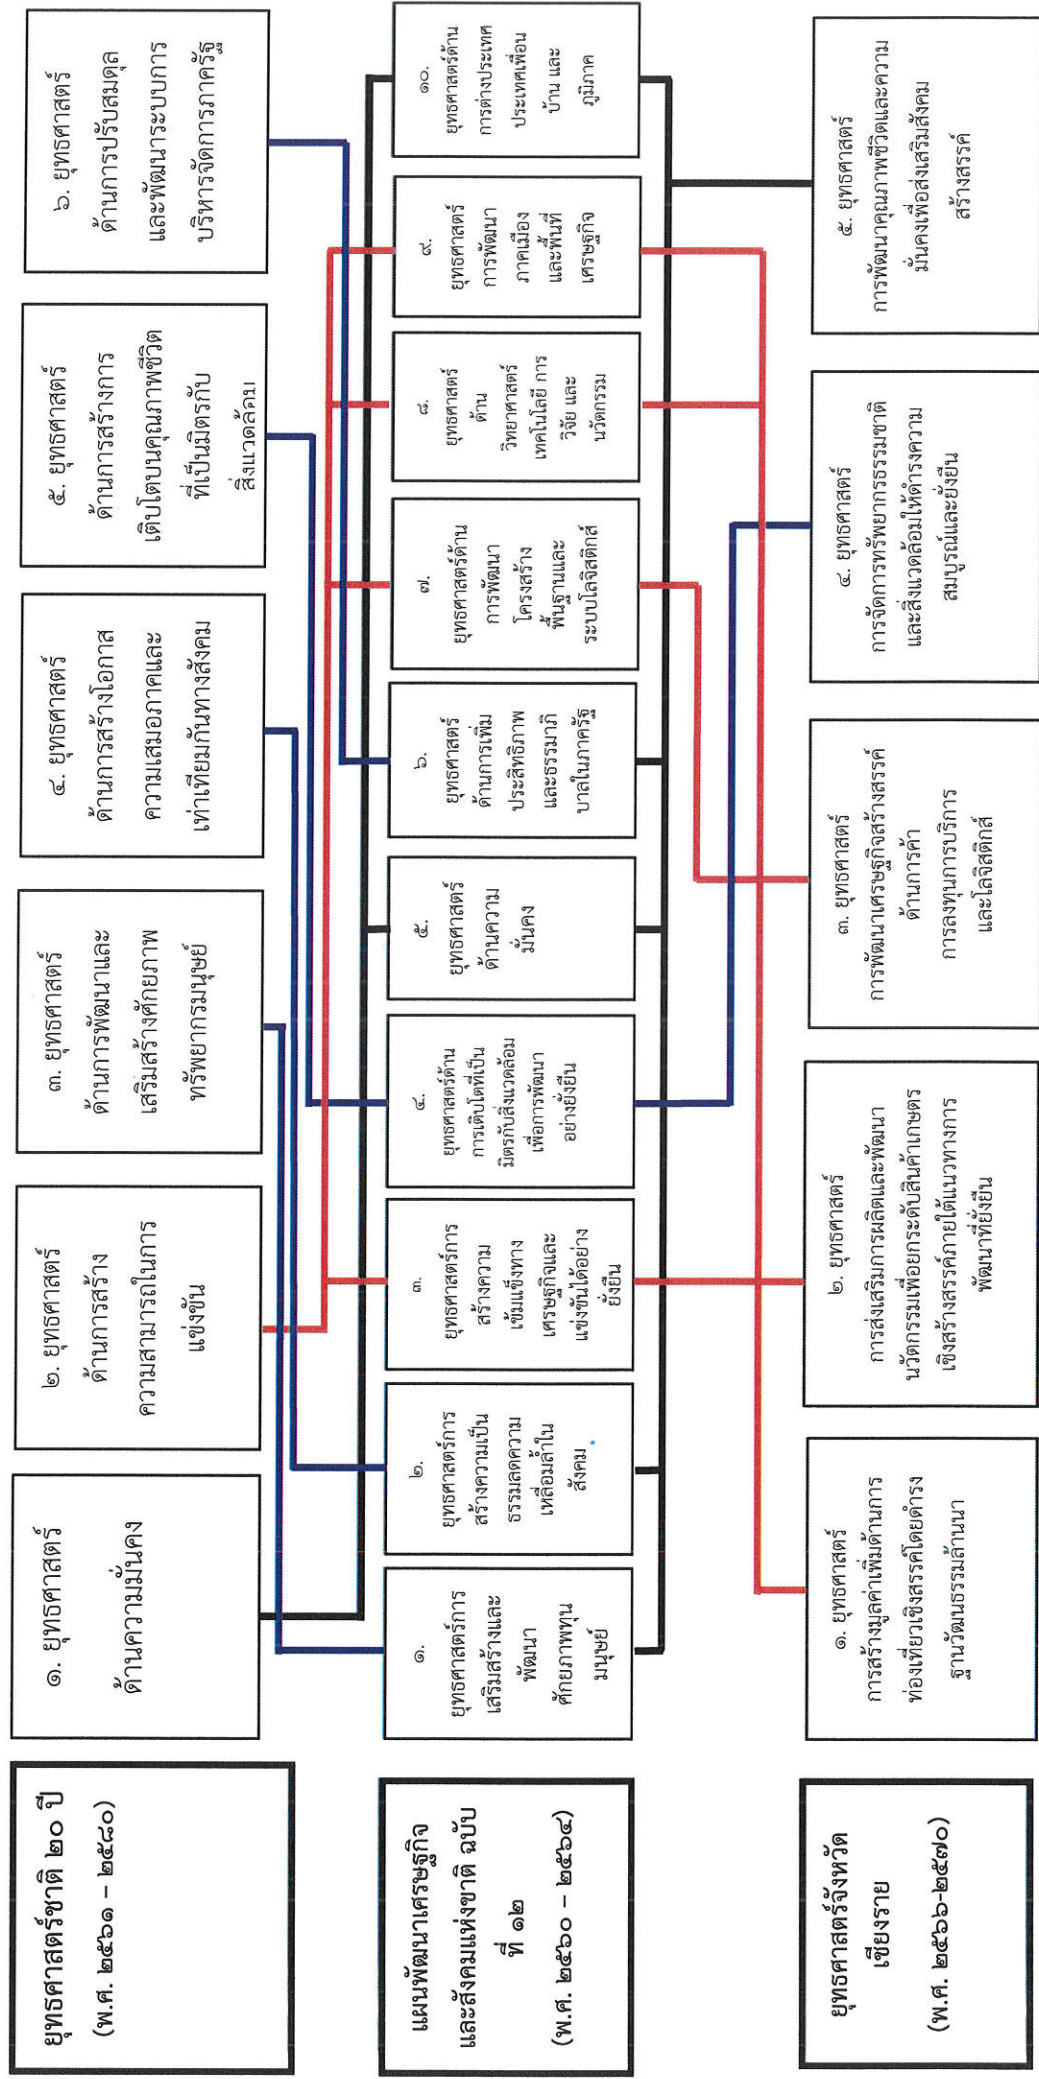 ยุทธศาสตร์ชาติ ๒๐ ปี
(พ.ศ. ๒๕๖๑ – ๒๕๘๐)
๑. ยุทธศาสตร์
ด้านความมั่นคง
๒. ยุทธศาสตร์
ด้านการสร้าง
ความสามารถในการ
แข่งขัน
๓. ยุทธศาสตร์
ด้านการพัฒนาและ
เสริมสร้างศักยภาพ
ทรัพยากรมนุษย์
๔. ยุทธศาสตร์
ด้านการสร้างโอกาส
ความเสมอภาคและ
เท่าเทียมกันทางสังคม
๕. ยุทธศาสตร์
ด้านการสร้างการ
เติบโตบนคุณภาพชีวิต
ที่เป็นมิตรกับ
สิ่งแวดล้อม
๖. ยุทธศาสตร์
ด้านการปรับสมดุล
และพัฒนาระบบการ
บริหารจัดการภาครัฐ
แผนพัฒนาเศรษฐกิจ
และสังคมแห่งชาติ ฉบับ
ที่ ๑๒
(พ.ศ. ๒๕๖๐ – ๒๕๖๔)
๑.
ยุทธศาสตร์การ
เสริมสร้างและ
พัฒนา
ศักยภาพทุน
มนุษย์
๒.
ยุทธศาสตร์การ
สร้างความเป็น
ธรรมลดความ
เหลื่อมล้ำใน
สังคม
๓.
ยุทธศาสตร์การ
สร้างความ
เข้มแข็งทาง
เศรษฐกิจและ
แข่งขันได้อย่าง
ยั่งยืน
๔.
ยุทธศาสตร์ด้าน
การเติบโตที่เป็น
มิตรกับสิ่งแวดล้อม
เพื่อการพัฒนา
อย่างยั่งยืน
๕.
ยุทธศาสตร์
ด้านความ
มั่นคง
๖.
ยุทธศาสตร์
ด้านการเพิ่ม
ประสิทธิภาพ
และธรรมาภิ
บาลในภาครัฐ
๗.
ยุทธศาสตร์ด้าน
การพัฒนา
โครงสร้าง
พื้นฐานและ
ระบบโลจิสติกส์
๘.
ยุทธศาสตร์
ด้าน
วิทยาศาสตร์
เทคโนโลยี การ
วิจัย และ
นวัตกรรม
๙.
ยุทธศาสตร์
การพัฒนา
ภาคเมือง
และพื้นที่
เศรษฐกิจ
๑๐.
ยุทธศาสตร์ด้าน
การต่างประเทศ
ประเทศเพื่อน
บ้าน และ
ภูมิภาค
ยุทธศาสตร์จังหวัด
เชียงราย
(พ.ศ. ๒๕๖๖-๒๕๗๐)
๑. ยุทธศาสตร์
การสร้างมูลค่าเพิ่มด้านการ
ท่องเที่ยวเชิงสรรค์โดยดำรง
ฐานวัฒนธรรมล้านนา
๒. ยุทธศาสตร์
การส่งเสริมการผลิตและพัฒนา
นวัตกรรมเพื่อยกระดับสินค้าเกษตร
เชิงสร้างสรรค์ภายใต้แนวทางการ
พัฒนาที่ยั่งยืน
๓. ยุทธศาสตร์
การพัฒนาเศรษฐกิจสร้างสรรค์
ด้านการค้า
การลงทุนการบริการ
และโลจิสติกส์
๔. ยุทธศาสตร์
การจัดการทรัพยากรธรรมชาติ
และสิ่งแวดล้อมให้ดำรงความ
สมบูรณ์และยั่งยืน
๕. ยุทธศาสตร์
การพัฒนาคุณภาพชีวิตและความ
มั่นคงเพื่อส่งเสริมสังคม
สร้างสรรค์